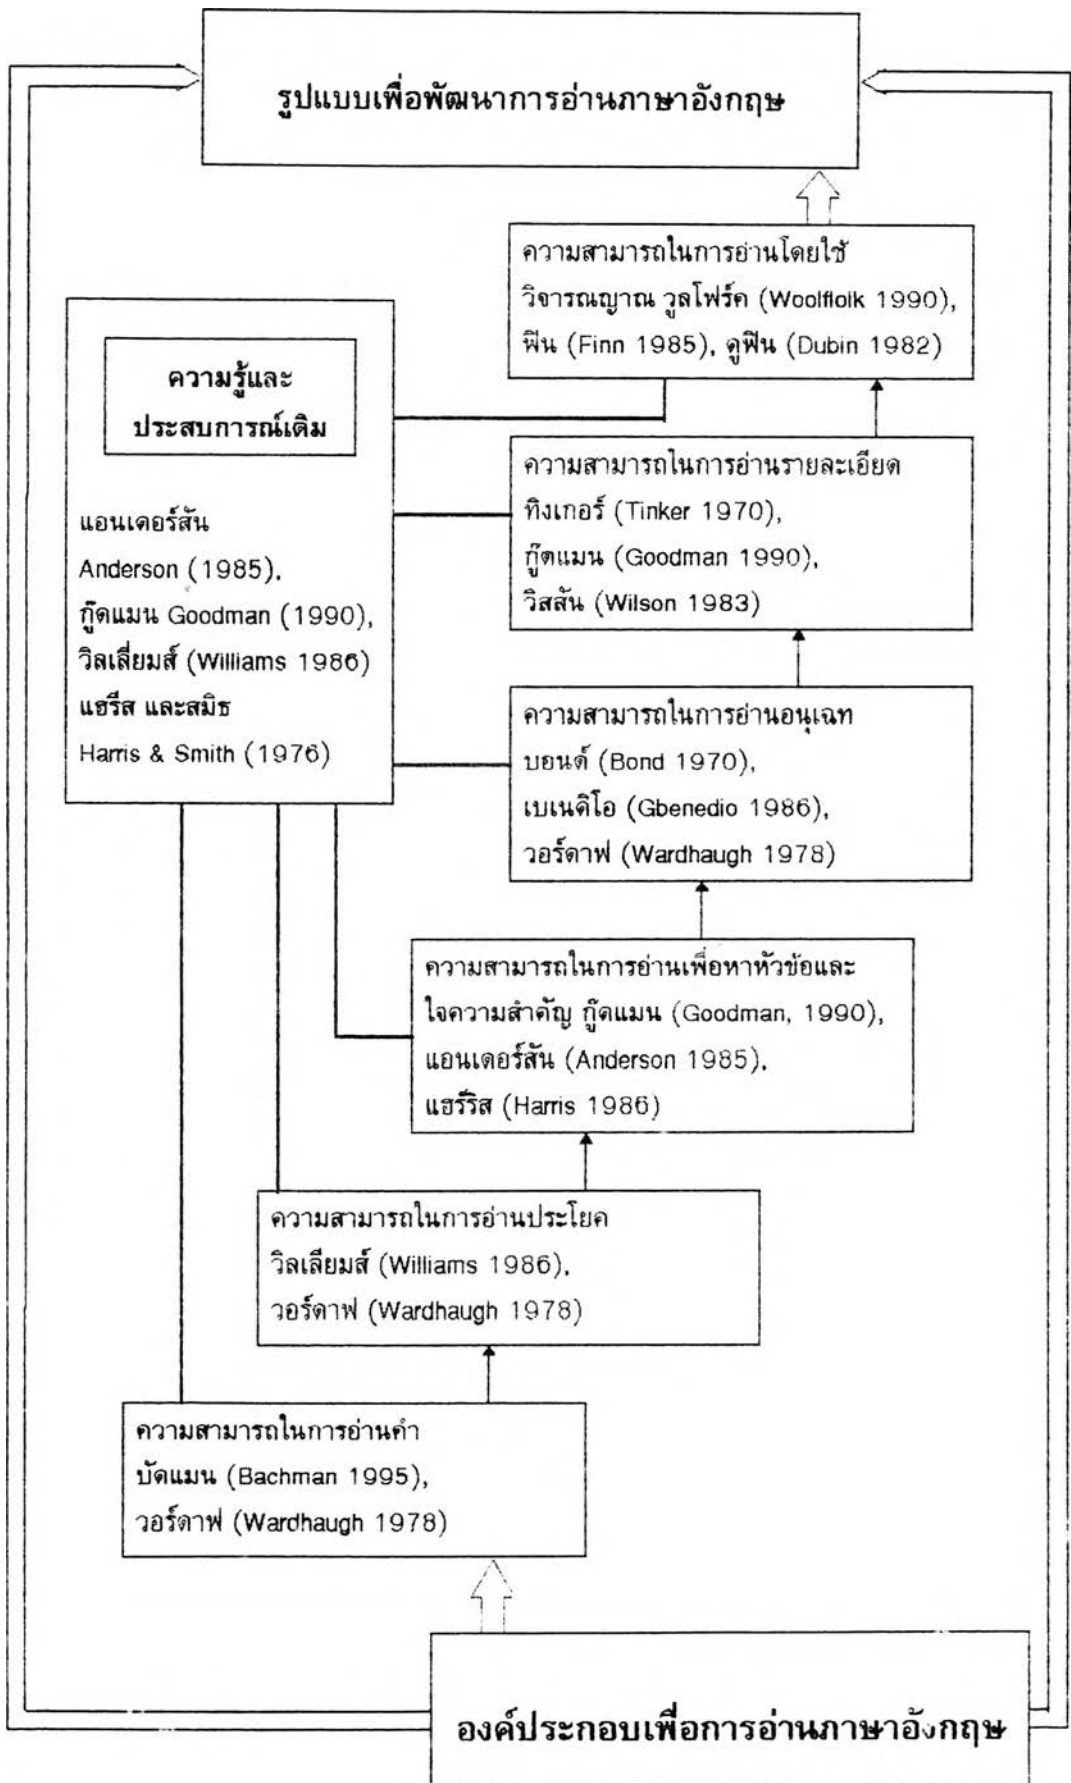 รูปแบบเพื่อพัฒนาการอ่านภาษาอังกฤษ
ความสามารถในการอ่านโดยใช้
วิจารณญาณ วูลโฟร์ค (Woolfloik 1990),
ฟีน (Finn 1985), ดูฟีน (Dubin 1982)
ความรู้และ
ประสบการณ์เดิม
แอนเดอร์สัน
Anderson (1985),
กู๊ดแมน Goodman (1990),
วิลเลี่ยมส์ (Williams 1986)
แฮรีส และสมิธ
Harris & Smith (1976)
ความสามารถในการอ่านรายละเอียด
ทิงเกอร์ (Tinker 1970),
กู๊ดแมน (Goodman 1990),
วิสสัน (Wilson 1983)
ความสามารถในการอ่านอนุเฉท
บอนด์ (Bond 1970),
เบเนดิโอ (Gbenedio 1986),
วอร์ดาฟ (Wardhaugh 1978)
ความสามารถในการอ่านเพื่อหาหัวข้อและ
ใจความสำคัญ กู๊ดแมน (Goodman, 1990),
แอนเดอร์สัน (Anderson 1985),
แฮร์ริส (Harris 1986)
ความสามารถในการอ่านประโยค
วิลเลียมส์ (Williams 1986),
วอร์ดาฟ (Wardhaugh 1978)
ความสามารถในการอ่านคำ
บัดแมน (Bachman 1995),
วอร์ดาฟ (Wardhaugh 1978)
องค์ประกอบเพื่อการอ่านภาษาอังกฤษ